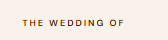 THE WEDDING OF